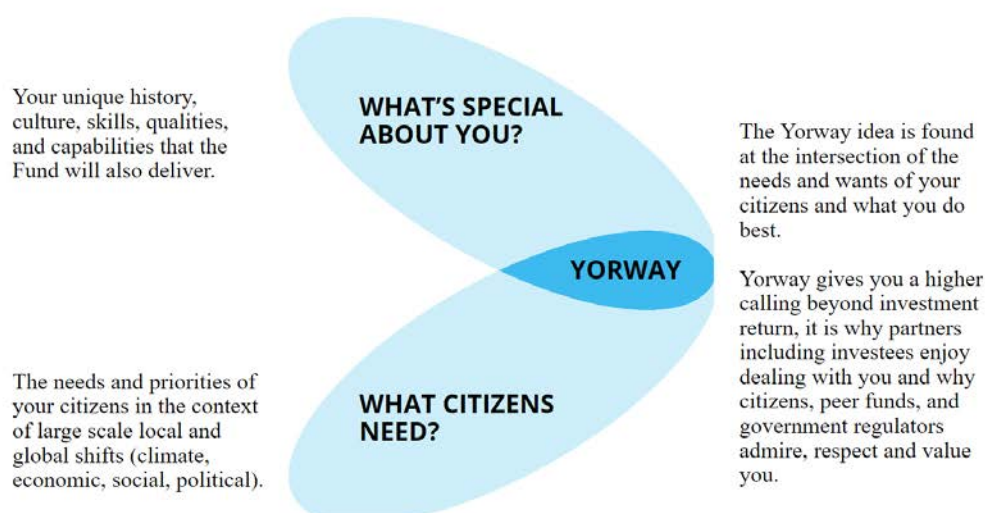 Your unique history,
culture, skills, qualities,
and capabilities that the
Fund will also deliver.
WHAT'S SPECIAL
ABOUT YOU?
The Yorway idea is found
at the intersection of the
needs and wants of your
citizens and what you do
best.
YORWAY
Yorway gives you a higher
calling beyond investment
return, it is why partners
including investees enjoy
dealing with you and why
citizens, peer funds, and
government regulators
admire, respect and value
you.
The needs and priorities of
your citizens in the context
of large scale local and
global shifts (climate,
economic, social, political).
WHAT CITIZENS
NEED?